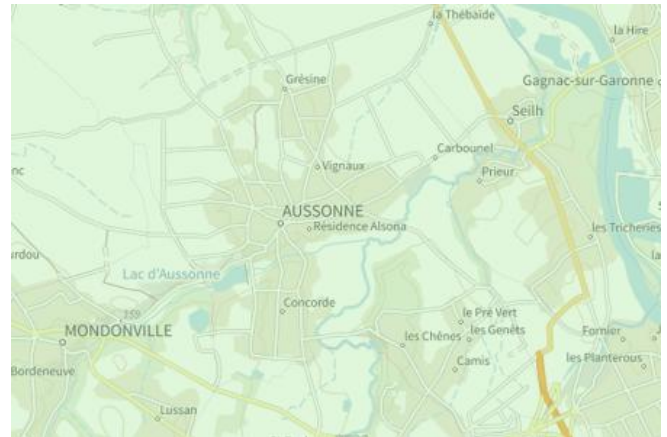 la Thébaïde
la Hire
Gagnac-sur-Garonne
Grésine
Seilh
Carbounel
Vignaux
Prieur
AUSSONNE
Résidence Alsona
les Tricheries
Lac d'Aussonne
Concorde
159
le Pré Vert
MONDONVILLE
les Chênes
les Genêts
Fornier
les Planterous
Bordeneuve
Camis
Lussan